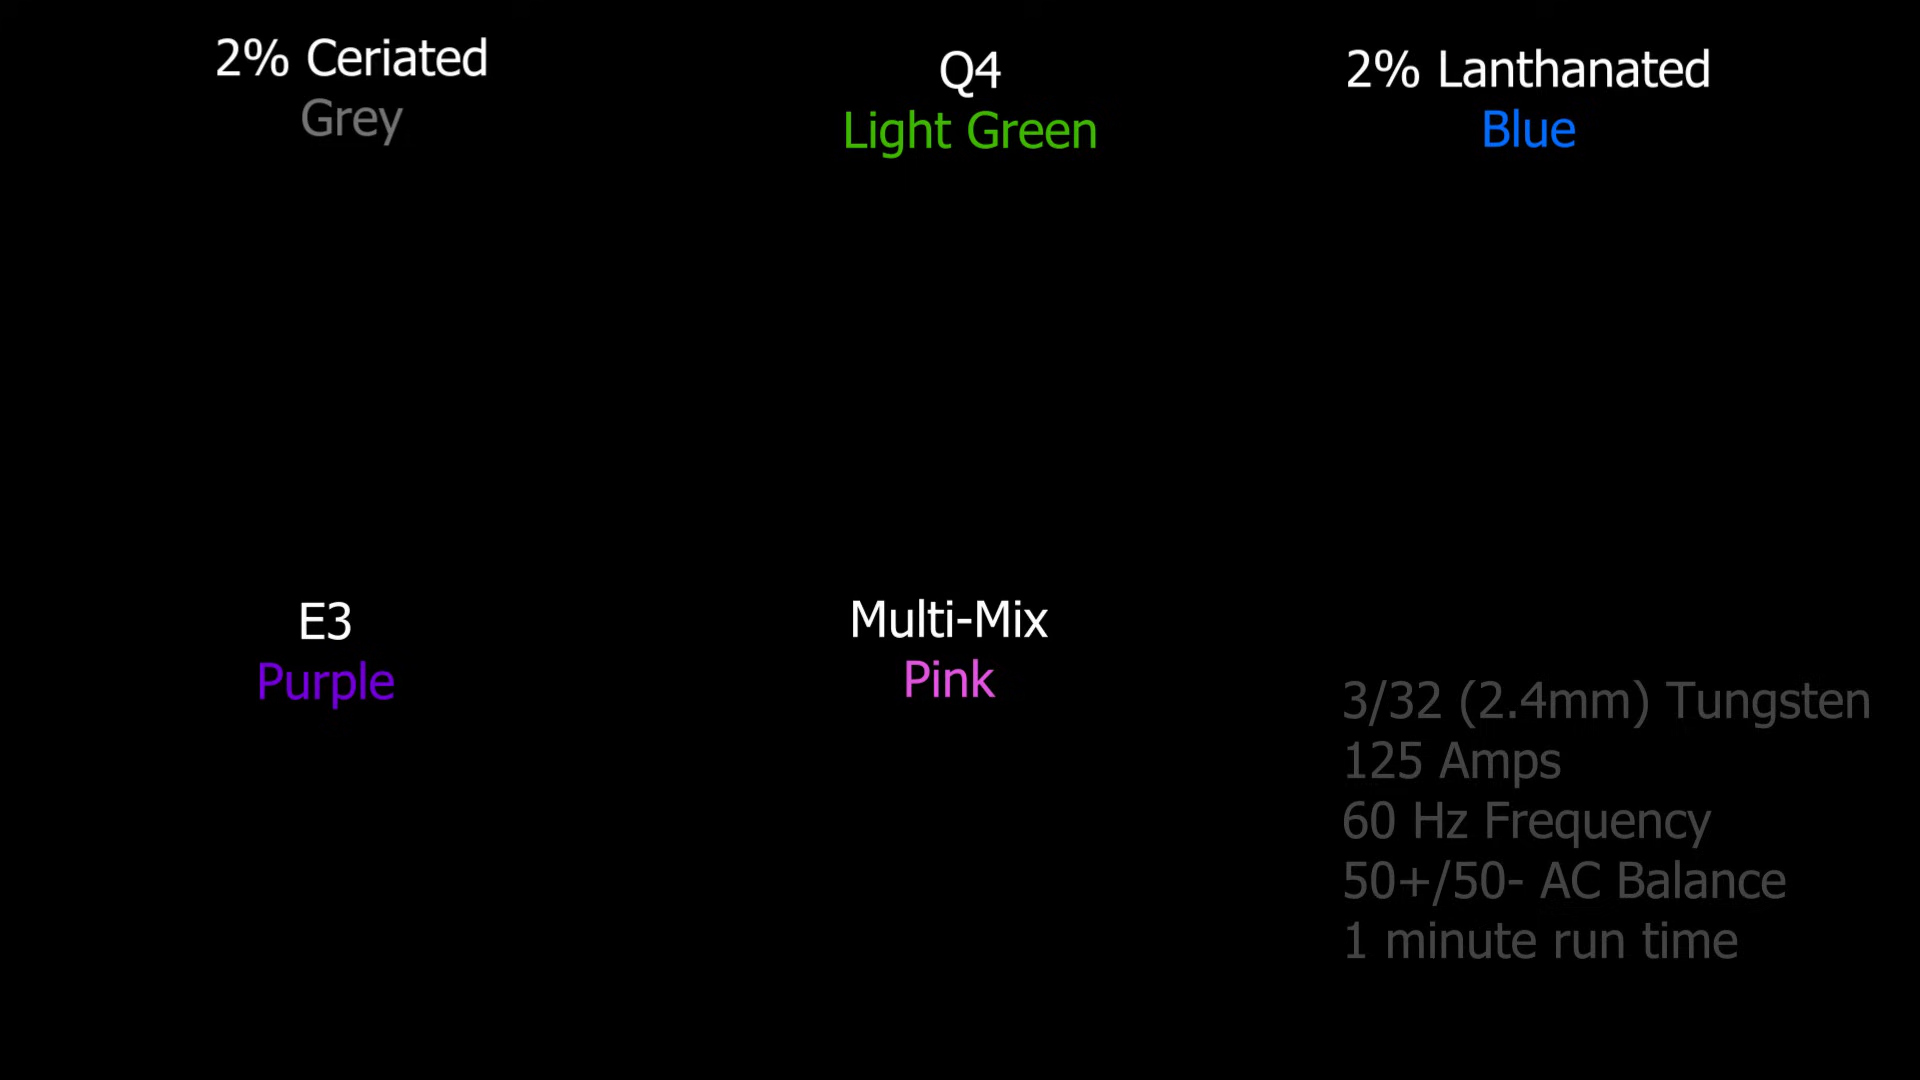 2% Ceriated
Grey
Q4
Light Green
2% Lanthanated
Blue
E3
Purple
Multi-Mix
Pink
3/32 (2.4mm) Tungsten
125 Amps
60 Hz Frequency
50+/50- AC Balance
1 minute run time